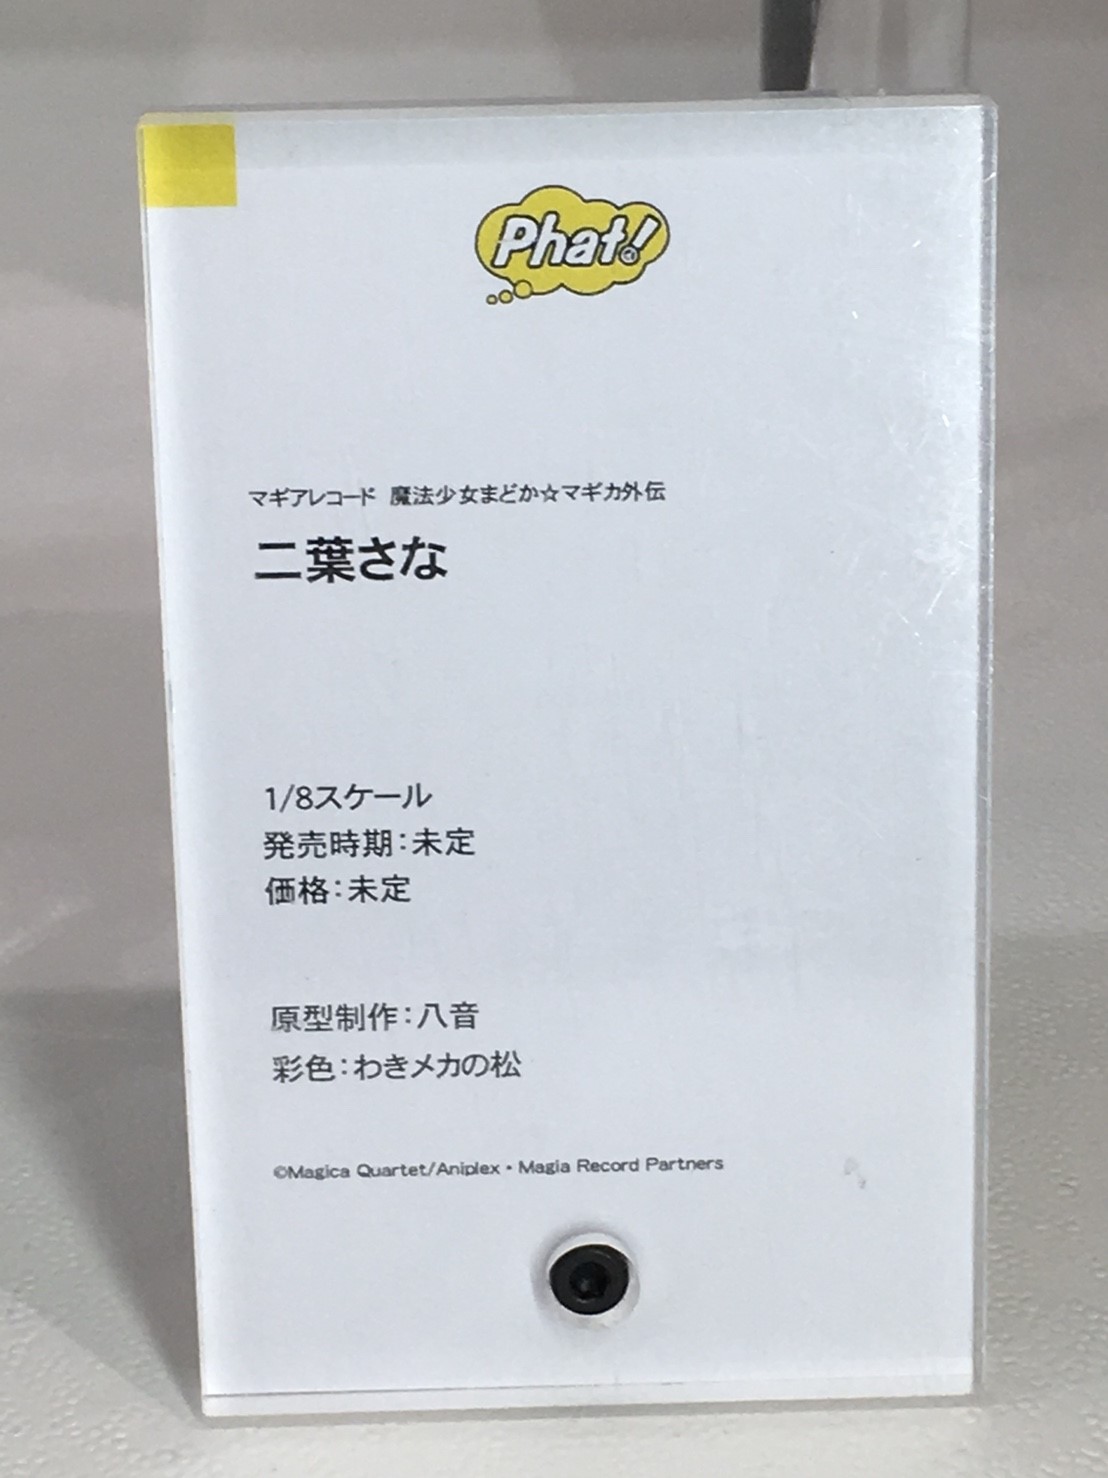 Phat!
マギアレコード 魔法少女まどか☆マギカ外伝
二葉さな
1/8スケール
発売時期：未定
価格：未定
原型制作：八音
彩色：わきメカの松
©Magica Quartet/Aniplex・Magia Record Partners